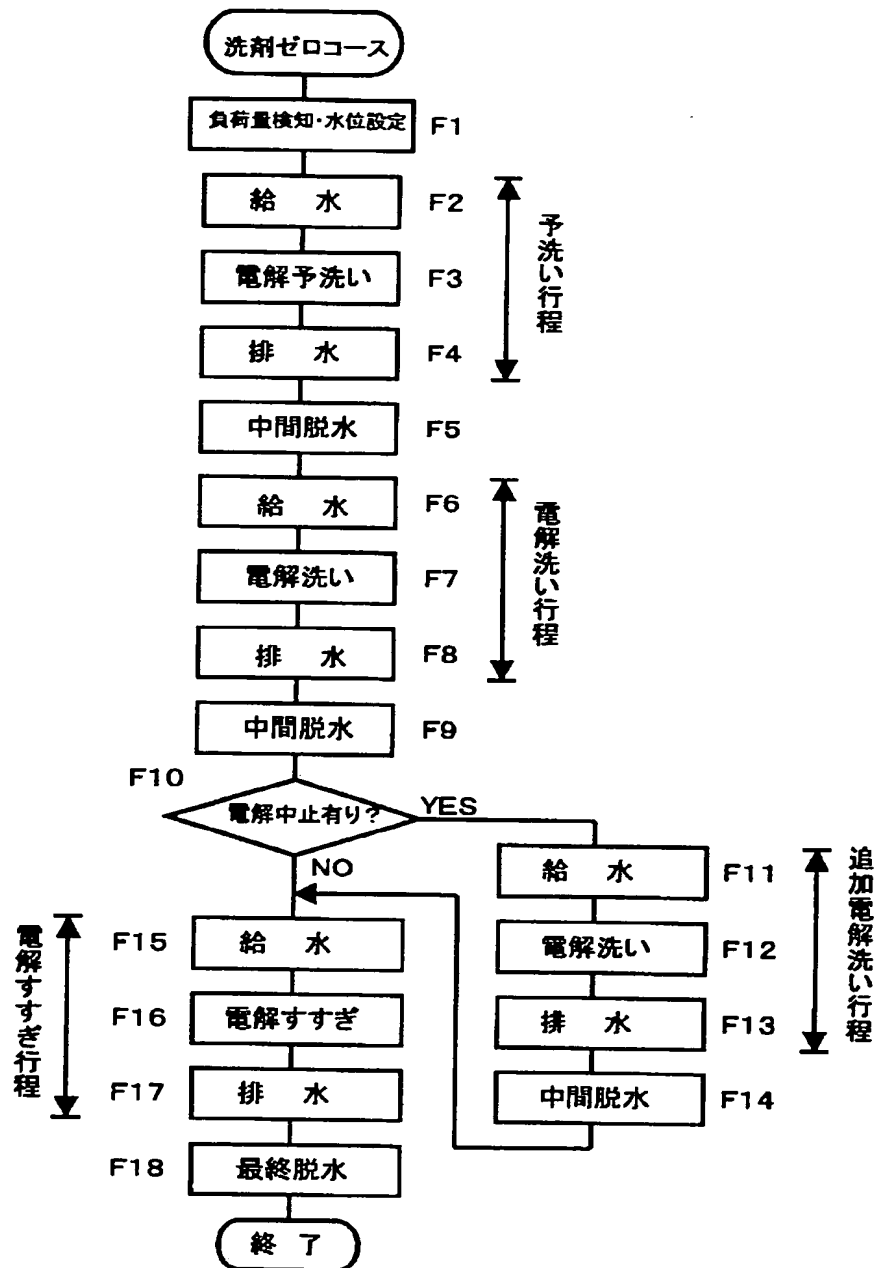 洗剤ゼロコース
負荷量検知・水位設定 F1
給 水 F2
電解予洗い F3
排 水 F4
予洗い行程
中間脱水 F5
給 水 F6
電解洗い F7
排 水 F8
電解洗い行程
中間脱水 F9
F10
電解中止有り?
YES
NO
給 水 F11
電解洗い F12
排 水 F13
追加電解洗い行程
中間脱水 F14
F15 給 水
F16 電解すすぎ
F17 排 水
電解すすぎ行程
F18 最終脱水
終 了